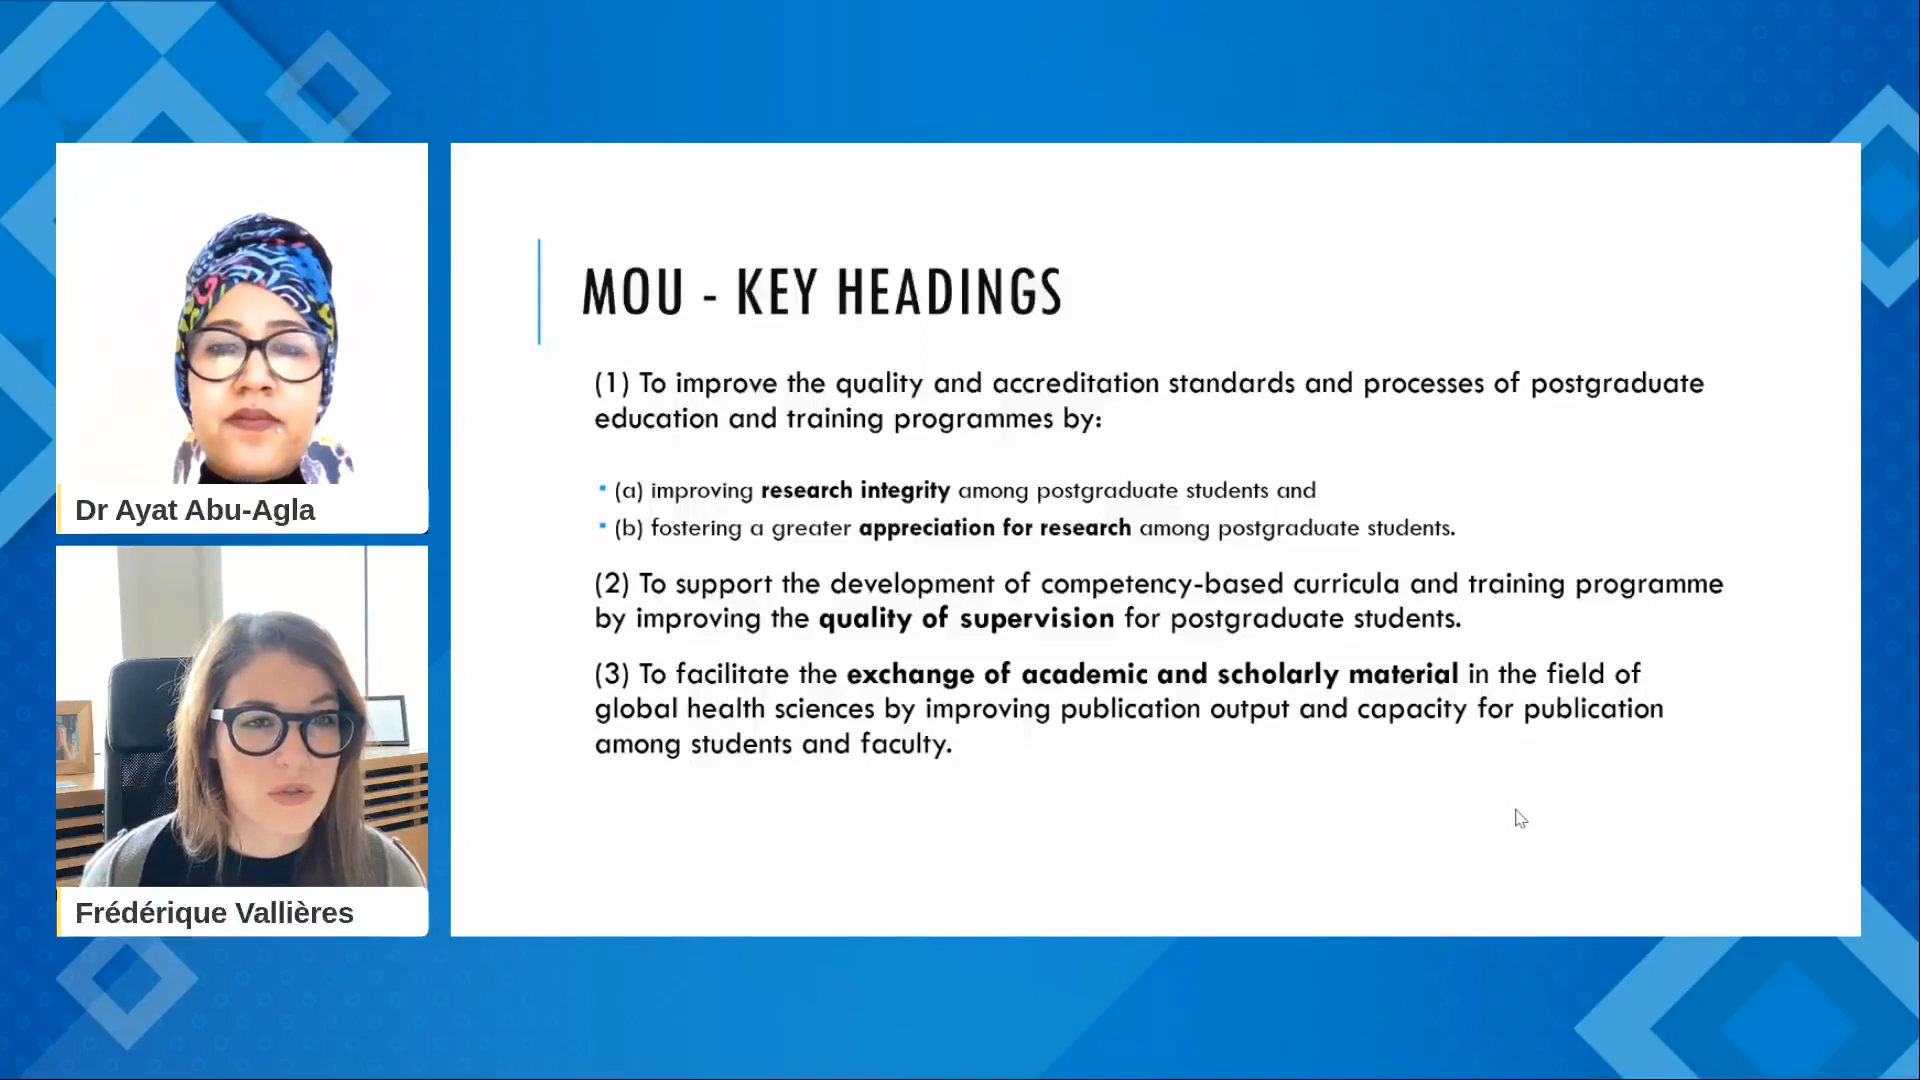 Dr Ayat Abu-Agla
Frédérique Vallières
MOU - KEY HEADINGS
(1) To improve the quality and accreditation standards and processes of postgraduate
education and training programmes by:
(a) improving research integrity among postgraduate students and
(b) fostering a greater appreciation for research among postgraduate students.
(2) To support the development of competency-based curricula and training programme
by improving the quality of supervision for postgraduate students.
(3) To facilitate the exchange of academic and scholarly material in the field of
global health sciences by improving publication output and capacity for publication
among students and faculty.